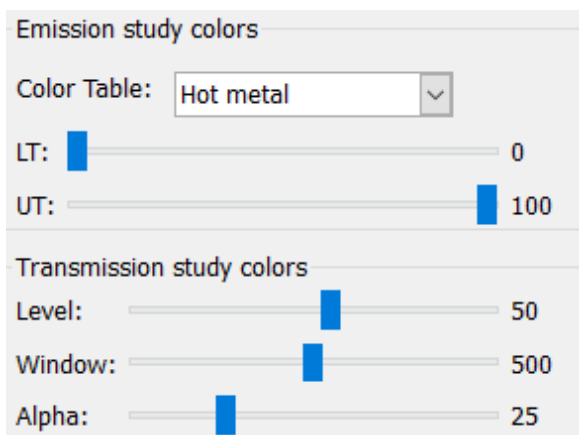 Emission study colors
Color Table: Hot metal
LT: 0
UT: 100
Transmission study colors
Level: 50
Window: 500
Alpha: 25